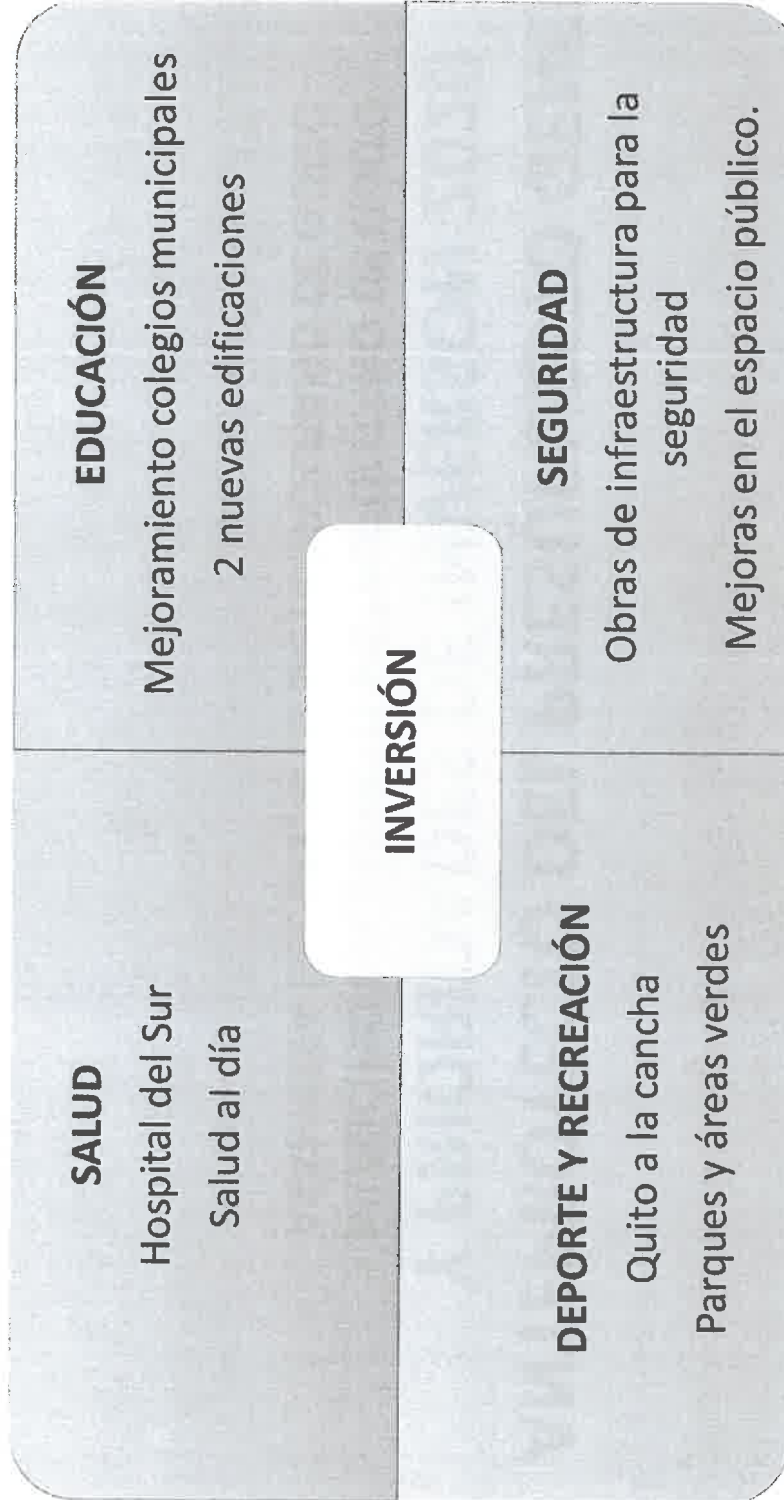 SALUD
Hospital del Sur
Salud al día
EDUCACIÓN
Mejoramiento colegios municipales
2 nuevas edificaciones
INVERSIÓN
DEPORTE Y RECREACIÓN
Quito a la cancha
Parques y áreas verdes
SEGURIDAD
Obras de infraestructura para la
seguridad
Mejoras en el espacio público.